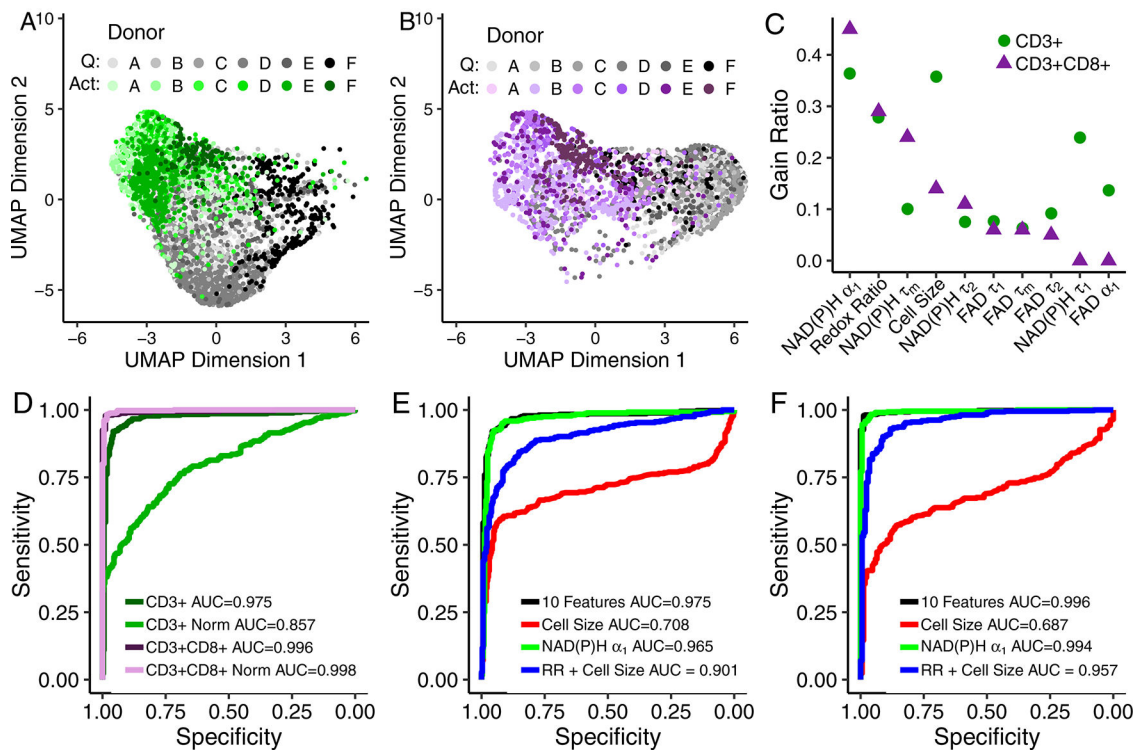 A
10
5
0
−5
UMAP Dimension 2
−6 −3 0 3 6
UMAP Dimension 1
Donor
Q: A B C D E F
Act: A B C D E F
B
10
5
0
−5
UMAP Dimension 2
−6 −3 0 3 6
UMAP Dimension 1
Donor
Q: A B C D E F
Act: A B C D E F
C
CD3+
CD3+CD8+
0.4
0.3
0.2
0.1
0.0
Gain Ratio
NAD(P)H α₁
Redox Ratio
NAD(P)H τm
Cell Size
NAD(P)H τ₂
FAD τ₁
FAD τm
FAD τ₂
NAD(P)H τ₁
FAD α₁
D
1.00
0.75
0.50
0.25
0.00
Sensitivity
CD3+ AUC=0.975
CD3+ Norm AUC=0.857
CD3+CD8+ AUC=0.996
CD3+CD8+ Norm AUC=0.998
1.00 0.75 0.50 0.25 0.00
Specificity
E
1.00
0.75
0.50
0.25
0.00
Sensitivity
10 Features AUC=0.975
Cell Size AUC=0.708
NAD(P)H α₁ AUC=0.965
RR + Cell Size AUC = 0.901
1.00 0.75 0.50 0.25 0.00
Specificity
F
1.00
0.75
0.50
0.25
0.00
Sensitivity
10 Features AUC=0.996
Cell Size AUC=0.687
NAD(P)H α₁ AUC=0.994
RR + Cell Size AUC = 0.957
1.00 0.75 0.50 0.25 0.00
Specificity